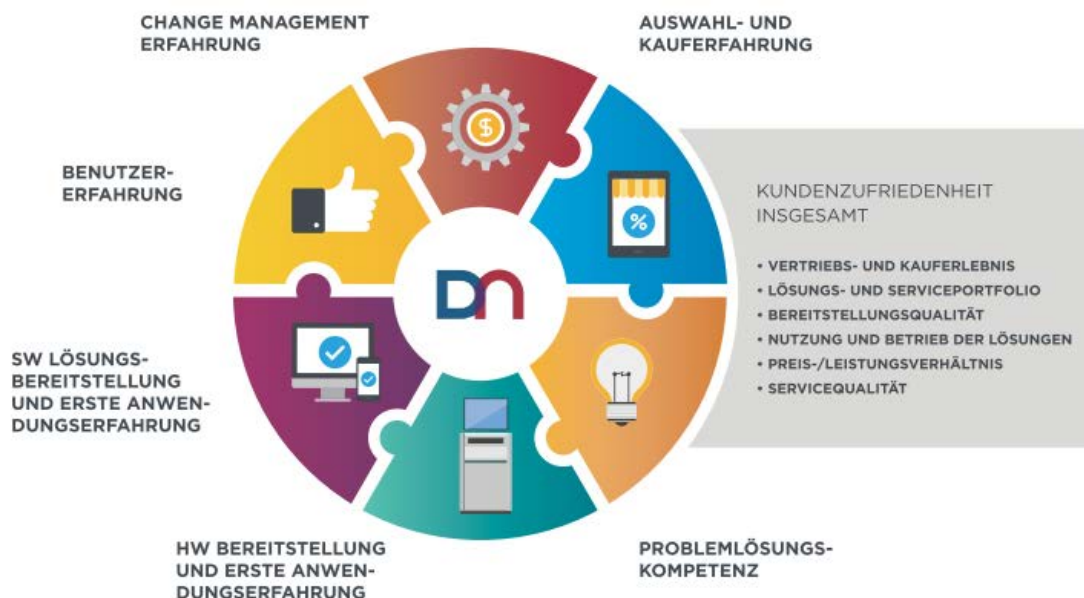 CHANGE MANAGEMENT
ERFAHRUNG
AUSWAHL- UND
KAUFERFAHRUNG
$
BENUTZER-
ERFAHRUNG
%
KUNDENZUFRIEDENHEIT
INSGESAMT
• VERTRIEBS- UND KAUFERLEBNIS
• LÖSUNGS- UND SERVICEPORTFOLIO
• BEREITSTELLUNGSQUALITÄT
• NUTZUNG UND BETRIEB DER LÖSUNGEN
• PREIS-/LEISTUNGSVERHÄLTNIS
• SERVICEQUALITÄT
DN
SW LÖSUNGS-
BEREITSTELLUNG
UND ERSTE ANWEN-
DUNGSERFAHRUNG
HW BEREITSTELLUNG
UND ERSTE ANWEN-
DUNGSERFAHRUNG
PROBLEMLÖSUNGS-
KOMPETENZ